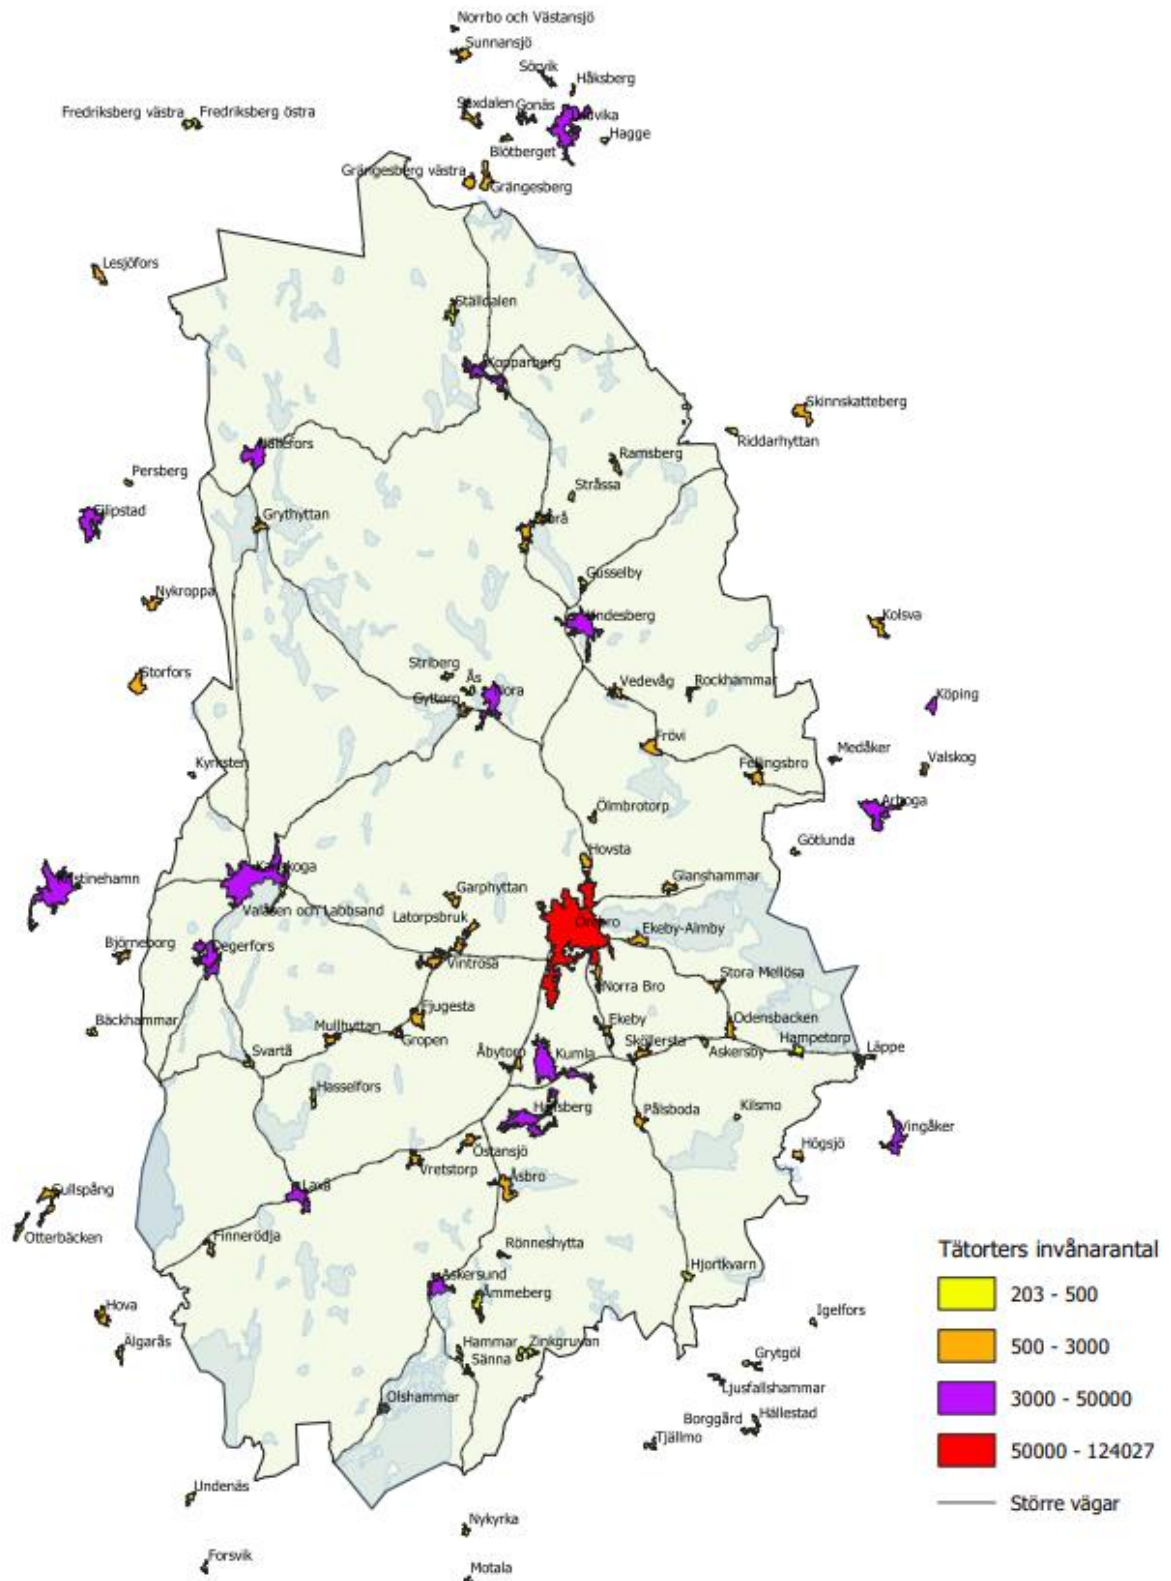 Norrbo och Västansjö
Sunnansjö
Sörvik
Håksberg
Fredriksberg västra
Fredriksberg östra
Saxdalen
Gonäs
Ludvika
Hagge
Blötberget
Grängesberg västra
Grängesberg
Lesjöfors
Ställdalen
Kopparberg
Skinnskatteberg
Riddarhyttan
Hällefors
Ramsberg
Persberg
Stråssa
Filipstad
Grythyttan
Storå
Gusselby
Nykroppa
Lindesberg
Kolsva
Striberg
Storfors
Ås
Nora
Vedevåg
Rockhammar
Köping
Gyttorp
Frövi
Medåker
Valskog
Kyrksten
Fellingsbro
Arboga
Ölmbrotorp
Götlunda
Hovsta
Karlskoga
Kristinehamn
Glanshammar
Garphyttan
Valåsen och Labbsand
Latorpsbruk
Örebro
Ekeby-Almby
Degerfors
Björneborg
Vintrosa
Stora Mellösa
Norra Bro
Fjugesta
Bäckhammar
Mullhyttan
Gropen
Ekeby
Odensbacken
Sköllersta
Askersby
Hampetorp
Läppe
Svartå
Åbytorp
Kumla
Hasselfors
Hallsberg
Pålsboda
Kilsmo
Vingåker
Östansjö
Högsjö
Vretstorp
Åsbro
Laxå
Gullspång
Otterbäcken
Finnerödja
Rönneshytta
Tätorters invånarantal
Hjortkvarn
Askersund
Åmmeberg
203 - 500
Hova
Igelfors
Älgarås
Hammar
Zinkgruvan
500 - 3000
Sänna
Grytgöl
Ljusfallshammar
Olshammar
3000 - 50000
Borggård
Hällestad
Tjällmo
50000 - 124027
Undenäs
Större vägar
Nykyrka
Forsvik
Motala